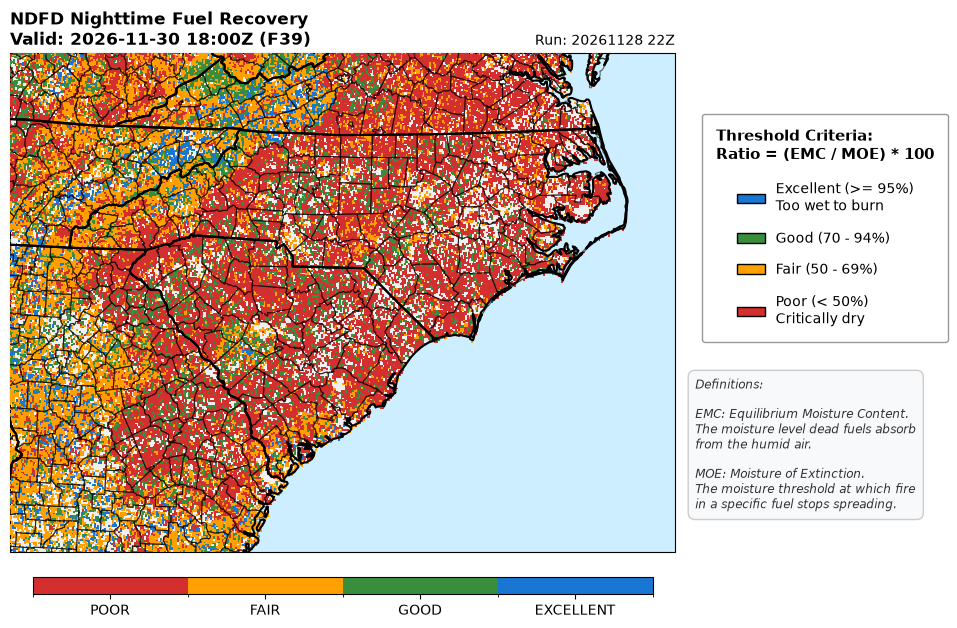 NDFD Nighttime Fuel Recovery
Valid: 2026-11-30 18:00Z (F39)
Run: 20261128 22Z
Threshold Criteria:
Ratio = (EMC / MOE) * 100
Excellent (>= 95%)
Too wet to burn
Good (70 - 94%)
Fair (50 - 69%)
Poor (< 50%)
Critically dry
Definitions:
EMC: Equilibrium Moisture Content.
The moisture level dead fuels absorb
from the humid air.
MOE: Moisture of Extinction.
The moisture threshold at which fire
in a specific fuel stops spreading.
POOR
FAIR
GOOD
EXCELLENT